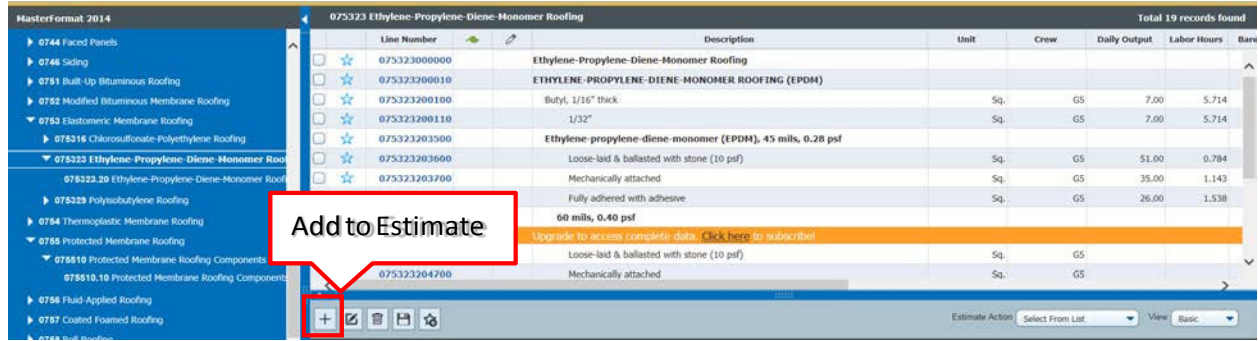 MasterFormat 2014
075323 Ethylene-Propylene-Diene-Monomer Roofing Total 19 records found
0744 Faced Panels
0746 Siding
0751 Built-Up Bituminous Roofing
0752 Modified Bituminous Membrane Roofing
0753 Elastomeric Membrane Roofing
075316 Chlorosulfonate-Polyethylene Roofing
075323 Ethylene-Propylene-Diene-Monomer Roof
075323.20 Ethylene-Propylene-Diene-Monomer Roofi
075329 Polyisobutylene Roofing
0754 Thermoplastic Membrane Roofing
0755 Protected Membrane Roofing
075510 Protected Membrane Roofing Components
075510.10 Protected Membrane Roofing Components
0756 Fluid-Applied Roofing
0757 Coated Foamed Roofing
0758 Roll Roofing
Line Number Description Unit Crew Daily Output Labor Hours Bare
075323000000 Ethylene-Propylene-Diene-Monomer Roofing
075323200010 ETHYLENE-PROPYLENE-DIENE-MONOMER ROOFING (EPDM)
075323200100 Butyl, 1/16" thick Sq. G5 7.00 5.714
075323200110 1/32" Sq. G5 7.00 5.714
075323203500 Ethylene-propylene-diene-monomer (EPDM), 45 mils, 0.28 psf
075323203600 Loose-laid & ballasted with stone (10 psf) Sq. G5 51.00 0.784
075323203700 Mechanically attached Sq. G5 35.00 1.143
Fully adhered with adhesive Sq. G5 26.00 1.538
60 mils, 0.40 psf
Upgrade to access complete data. Click here to subscribe!
Loose-laid & ballasted with stone (10 psf) Sq. G5
075323204700 Mechanically attached Sq. G5
Add to Estimate
Estimate Action Select From List View Basic